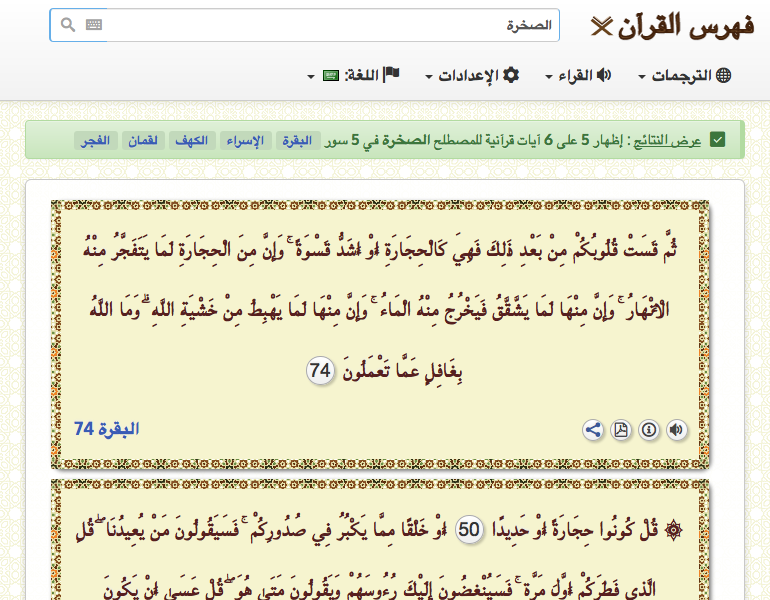 فهرس القرآن
الصخرة
الترجمات
القراء
الإعدادات
اللغة:
عرض النتائج : إظهار 5 على 6 آيات قرآنية للمصطلح الصخرة في 5 سور البقرة الإسراء الكهف لقمان الفجر
ثُمَّ قَسَتْ قُلُوبُكُمْ مِنْ بَعْدِ ذَٰلِكَ فَهِيَ كَالْحِجَارَةِ أَوْ أَشَدُّ قَسْوَةً ۚ وَإِنَّ مِنَ الْحِجَارَةِ لَمَا يَتَفَجَّرُ مِنْهُ
الْأَنْهَارُ ۚ وَإِنَّ مِنْهَا لَمَا يَشَّقَّقُ فَيَخْرُجُ مِنْهُ الْمَاءُ ۚ وَإِنَّ مِنْهَا لَمَا يَهْبِطُ مِنْ خَشْيَةِ اللَّهِ ۗ وَمَا اللَّهُ
بِغَافِلٍ عَمَّا تَعْمَلُونَ 74
البقرة 74
۞ قُلْ كُونُوا حِجَارَةً أَوْ حَدِيدًا 50 أَوْ خَلْقًا مِمَّا يَكْبُرُ فِي صُدُورِكُمْ ۚ فَسَيَقُولُونَ مَنْ يُعِيدُنَا ۖ قُلِ
الَّذِي فَطَرَكُمْ أَوَّلَ مَرَّةٍ ۚ فَسَيُنْغِضُونَ إِلَيْكَ رُءُوسَهُمْ وَيَقُولُونَ مَتَىٰ هُوَ ۖ قُلْ عَسَىٰ أَنْ يَكُونَ